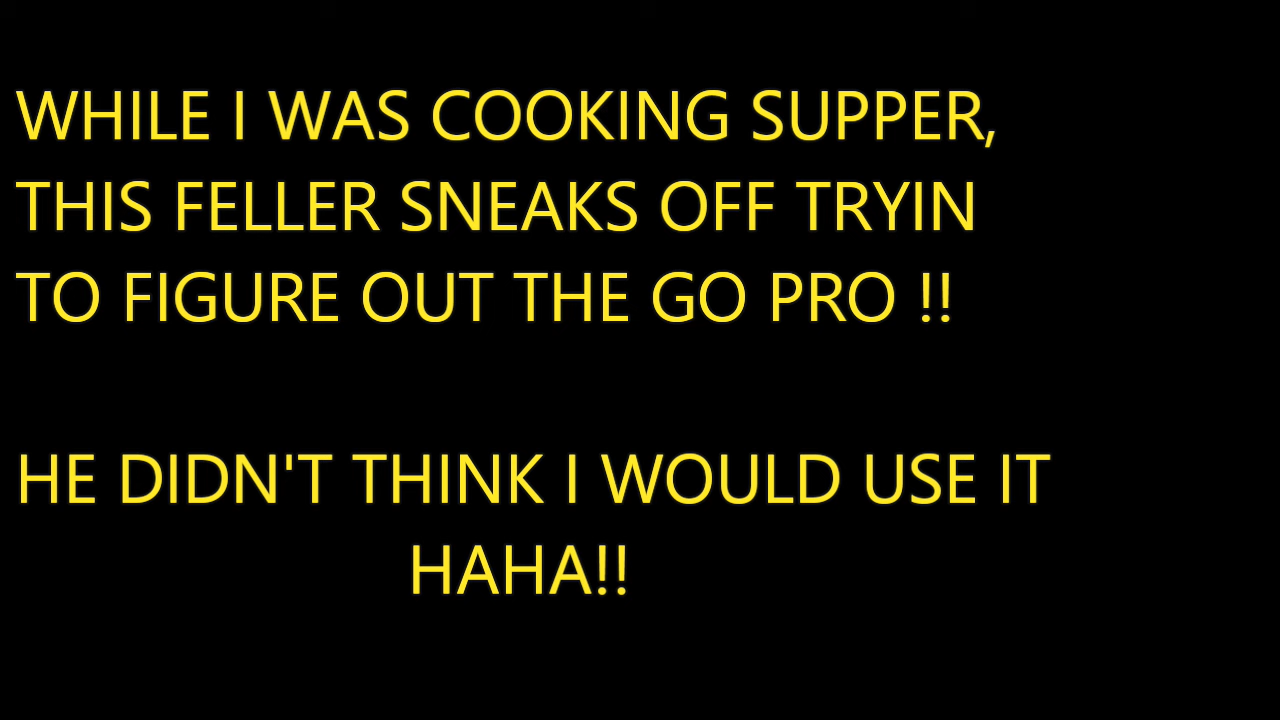 WHILE I WAS COOKING SUPPER,
THIS FELLER SNEAKS OFF TRYIN
TO FIGURE OUT THE GO PRO !!
HE DIDN'T THINK I WOULD USE IT
HAHA!!